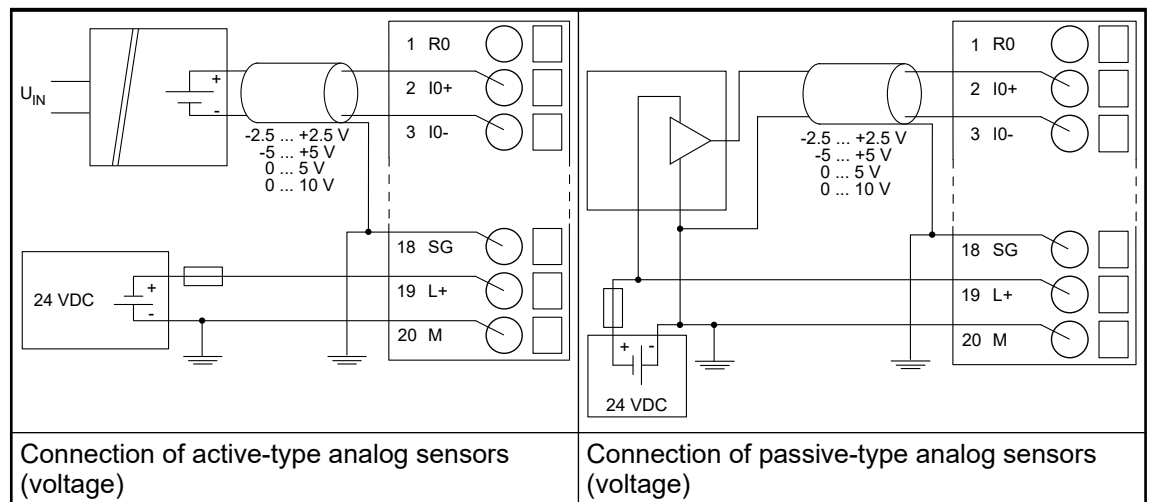 1 R0
2 I0+
3 I0-
U_IN
+
-
-2.5 ... +2.5 V
-5 ... +5 V
0 ... 5 V
0 ... 10 V
18 SG
19 L+
20 M
24 VDC
+
-
Connection of active-type analog sensors
(voltage)
1 R0
2 I0+
3 I0-
-2.5 ... +2.5 V
-5 ... +5 V
0 ... 5 V
0 ... 10 V
18 SG
19 L+
20 M
+ -
24 VDC
Connection of passive-type analog sensors
(voltage)